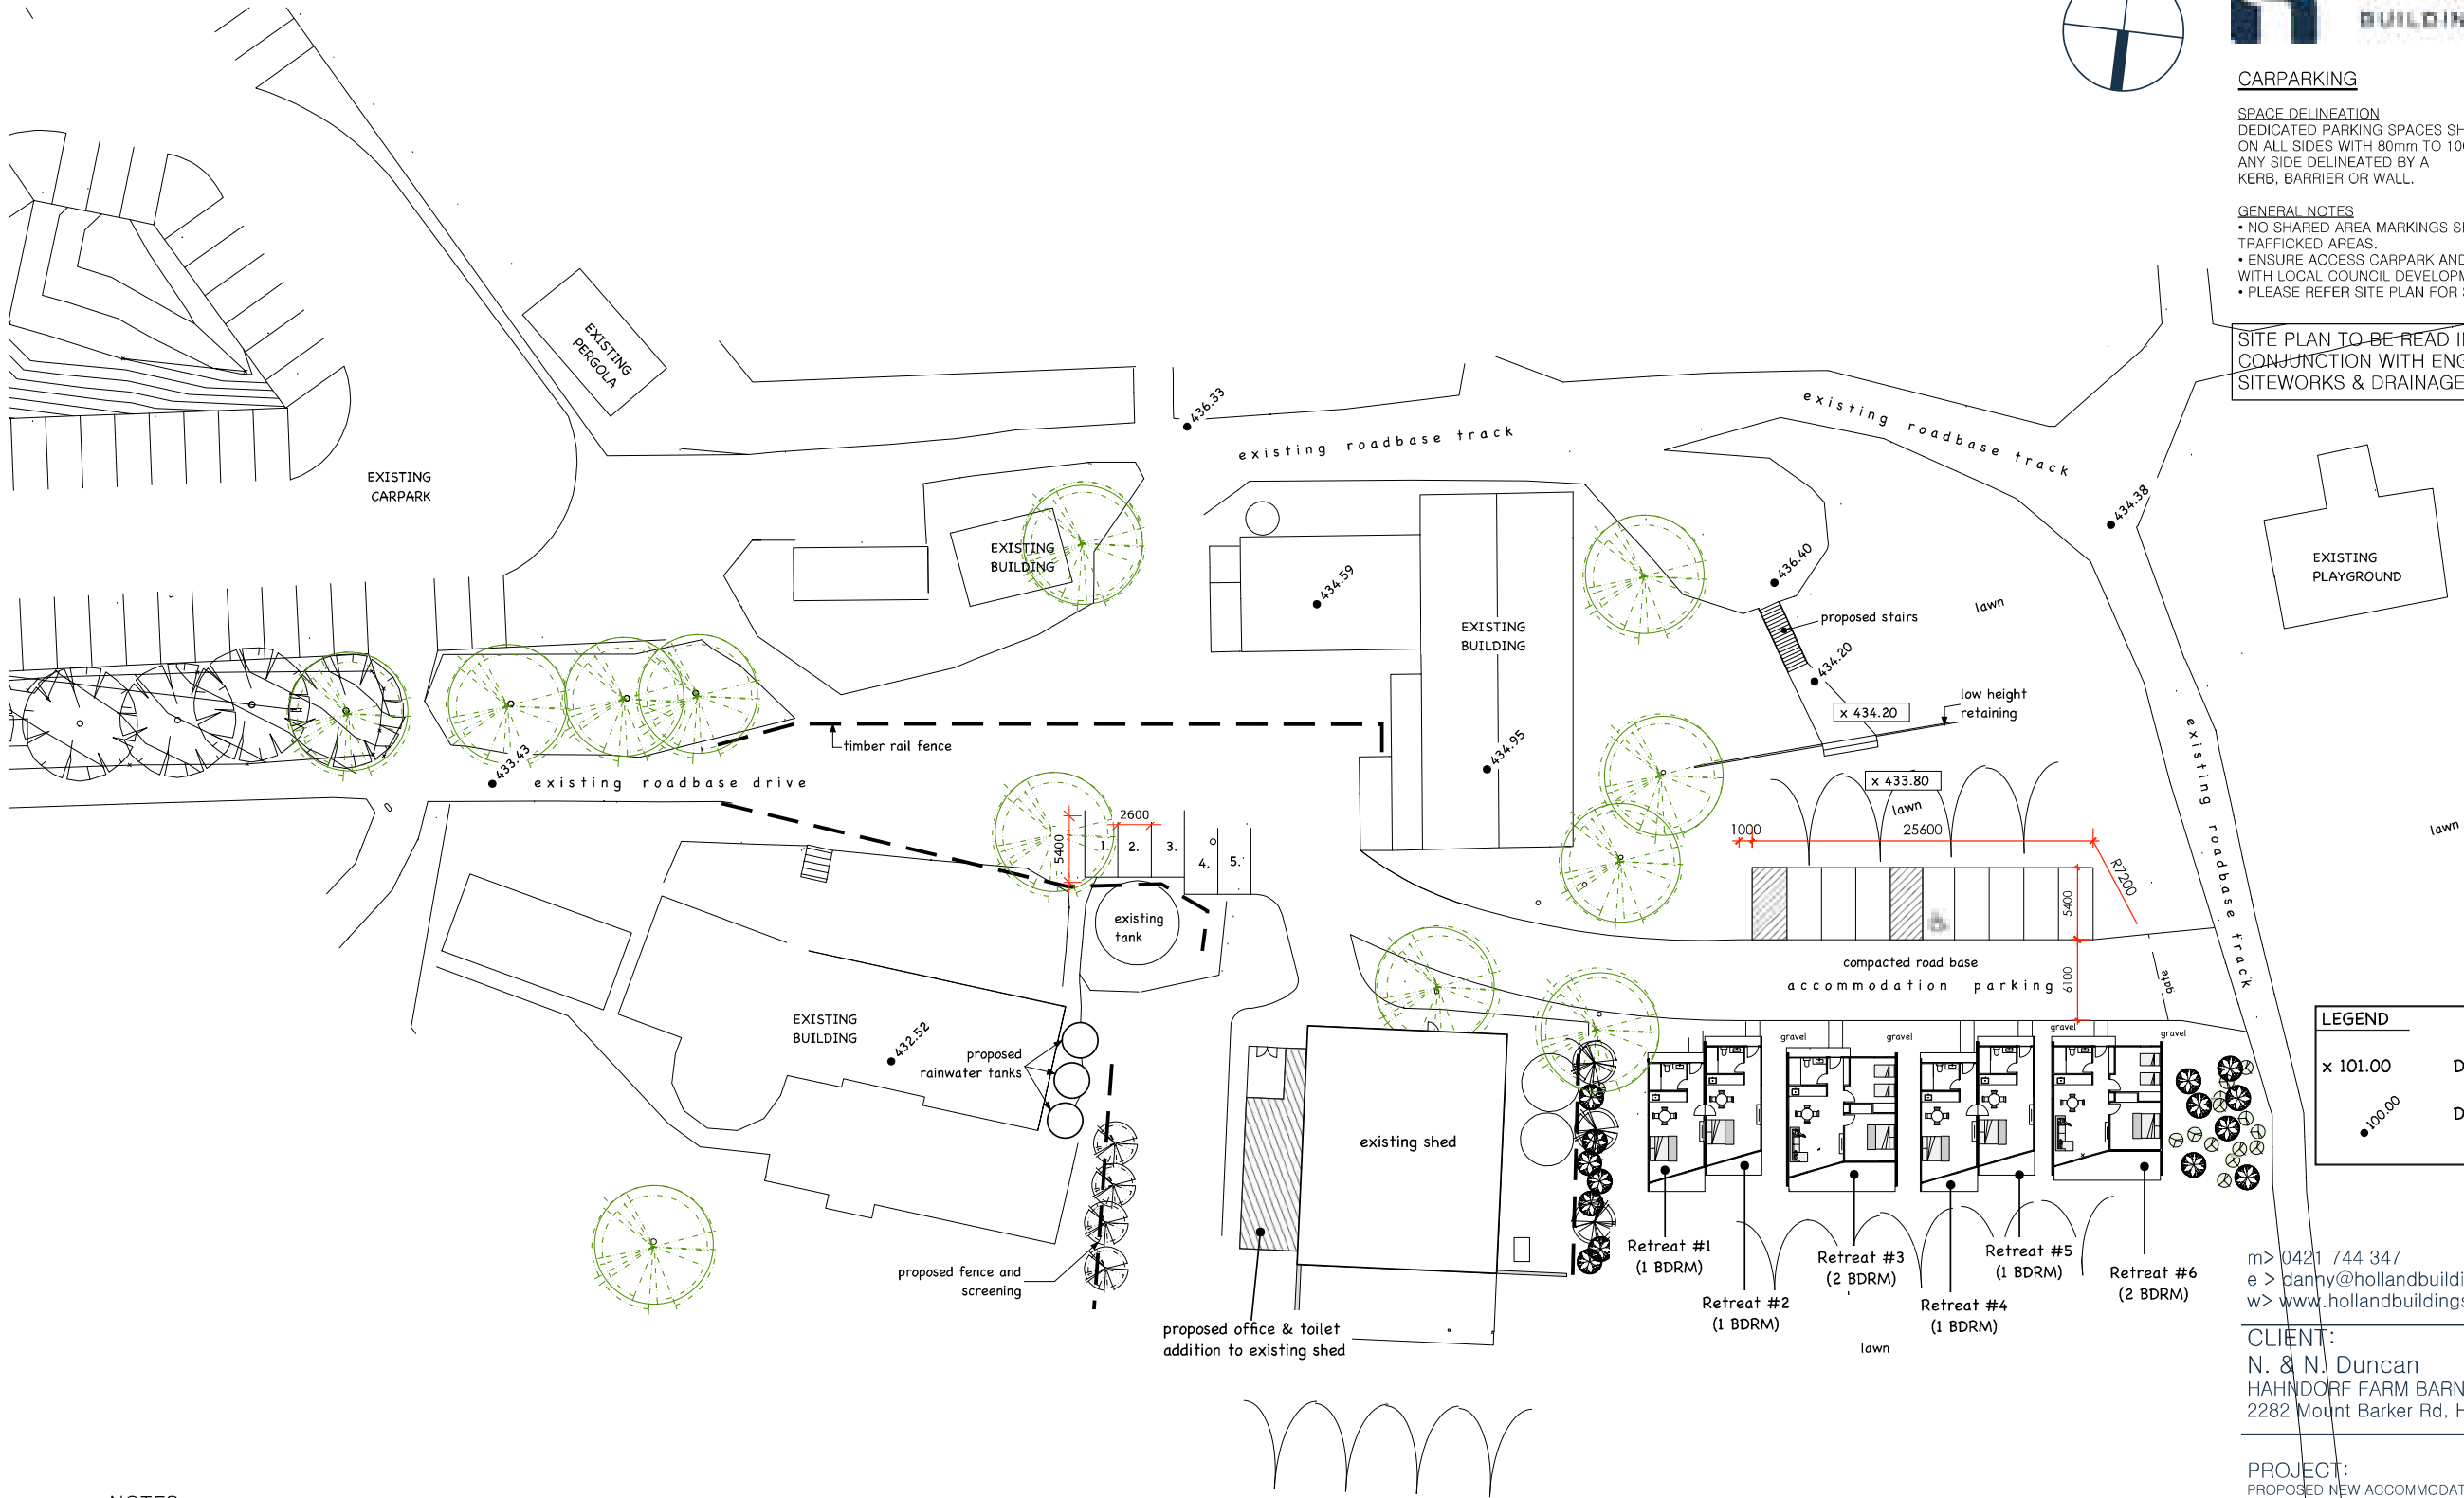 BUILDIN
CARPARKING
SPACE DELINEATION
DEDICATED PARKING SPACES SH
ON ALL SIDES WITH 80mm TO 10
ANY SIDE DELINEATED BY A
KERB, BARRIER OR WALL.
GENERAL NOTES
• NO SHARED AREA MARKINGS S
TRAFFICKED AREAS.
• ENSURE ACCESS CARPARK AND
WITH LOCAL COUNCIL DEVELOPM
• PLEASE REFER SITE PLAN FOR
SITE PLAN TO BE READ I
CONJUNCTION WITH ENG
SITEWORKS & DRAINAGE
EXISTING
PERGOLA
436.33
existing roadbase track
existing roadbase track
EXISTING
CARPARK
434.38
EXISTING
BUILDING
434.59
436.40
EXISTING
PLAYGROUND
lawn
proposed stairs
EXISTING
BUILDING
434.20
low height
retaining
x 434.20
timber rail fence
434.95
433.43
existing roadbase drive
x 433.80
lawn
existing roadbase track
lawn
2600
5400
1.
2.
3.
4.
5.
1000
25600
R7200
5400
existing
tank
compacted road base
accommodation parking
6100
gate
EXISTING
BUILDING
432.52
proposed
rainwater tanks
gravel
gravel
gravel
gravel
LEGEND
x 101.00
D
100.00
D
existing shed
Retreat #1
(1 BDRM)
Retreat #2
(1 BDRM)
Retreat #3
(2 BDRM)
Retreat #4
(1 BDRM)
Retreat #5
(1 BDRM)
Retreat #6
(2 BDRM)
proposed fence and
screening
proposed office & toilet
addition to existing shed
lawn
m> 0421 744 347
e > danny@hollandbuildi
w> www.hollandbuildings
CLIENT:
N. & N. Duncan
HAHNDORF FARM BARN
2282 Mount Barker Rd, H
PROJECT:
PROPOSED NEW ACCOMMODAT
NOTES